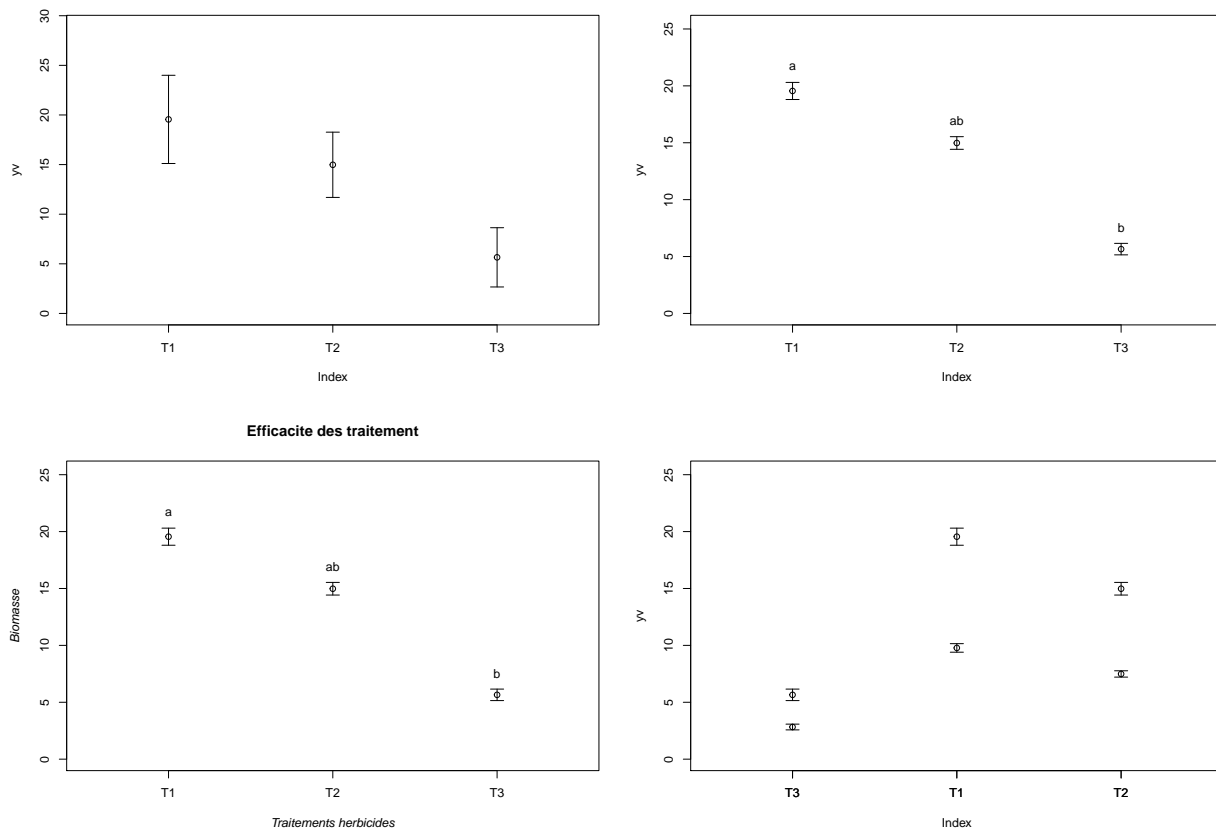 30
25
20
15
10
5
0
yv
T1 T2 T3
Index
25
20
15
10
5
0
yv
a
ab
b
T1 T2 T3
Index
Efficacite des traitement
25
20
15
10
5
0
Biomasse
a
ab
b
T1 T2 T3
Traitements herbicides
25
20
15
10
5
0
yv
T3 T1 T2
Index